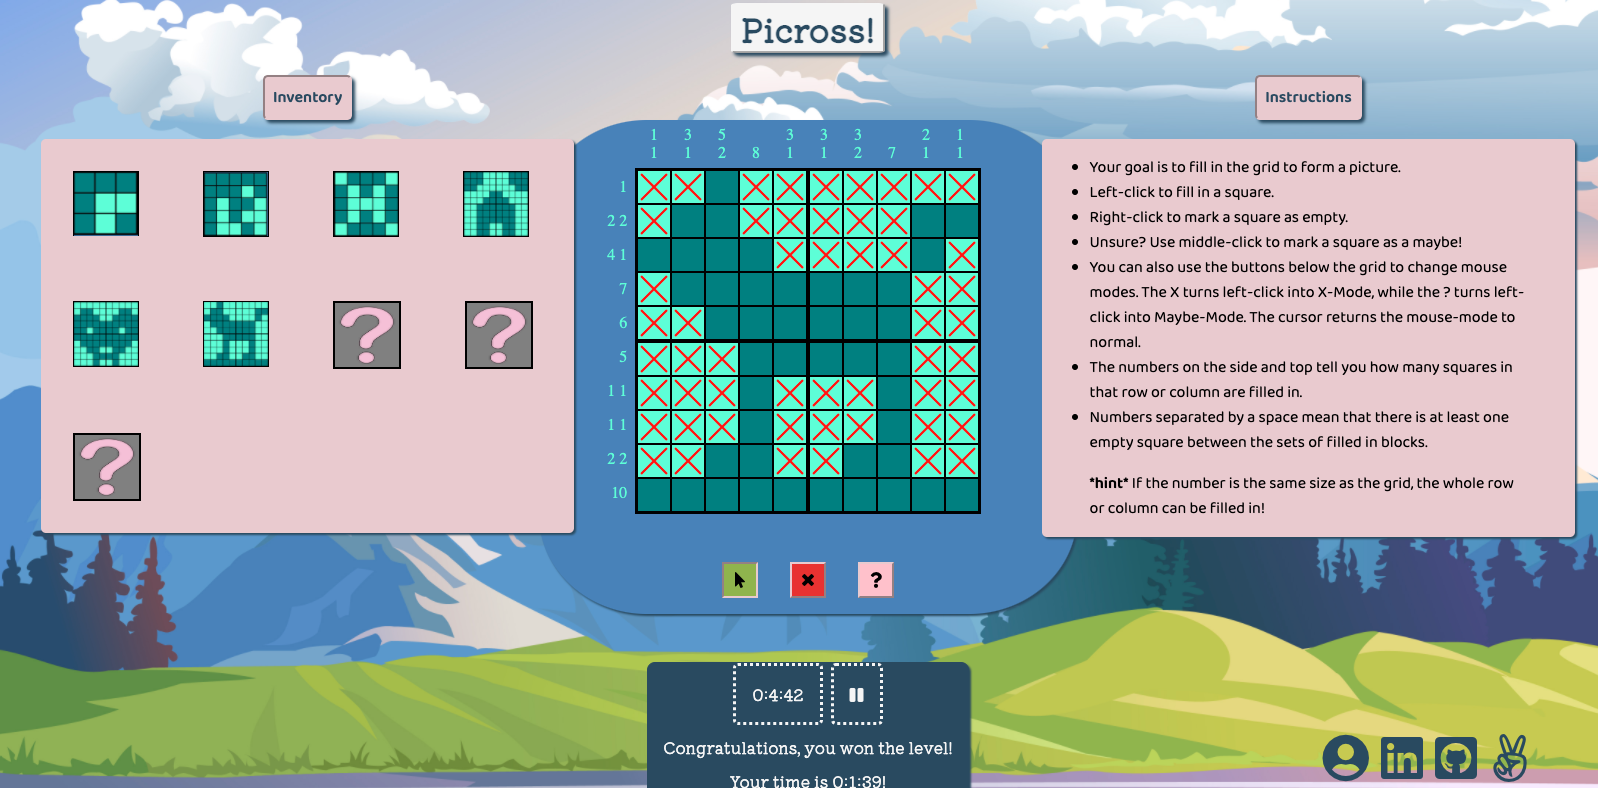 Picross!
Inventory
Instructions
1 3 5 3 3 3 2 1
1 1 2 8 1 1 2 7 1 1
1
2 2
4 1
7
6
5
1 1
1 1
2 2
10
? ?
?
Your goal is to fill in the grid to form a picture.
Left-click to fill in a square.
Right-click to mark a square as empty.
Unsure? Use middle-click to mark a square as a maybe!
You can also use the buttons below the grid to change mouse
modes. The X turns left-click into X-Mode, while the ? turns left-
click into Maybe-Mode. The cursor returns the mouse-mode to
normal.
The numbers on the side and top tell you how many squares in
that row or column are filled in.
Numbers separated by a space mean that there is at least one
empty square between the sets of filled in blocks.
*hint* If the number is the same size as the grid, the whole row
or column can be filled in!
?
0:4:42
Congratulations, you won the level!
Your time is 0:1:39!
in